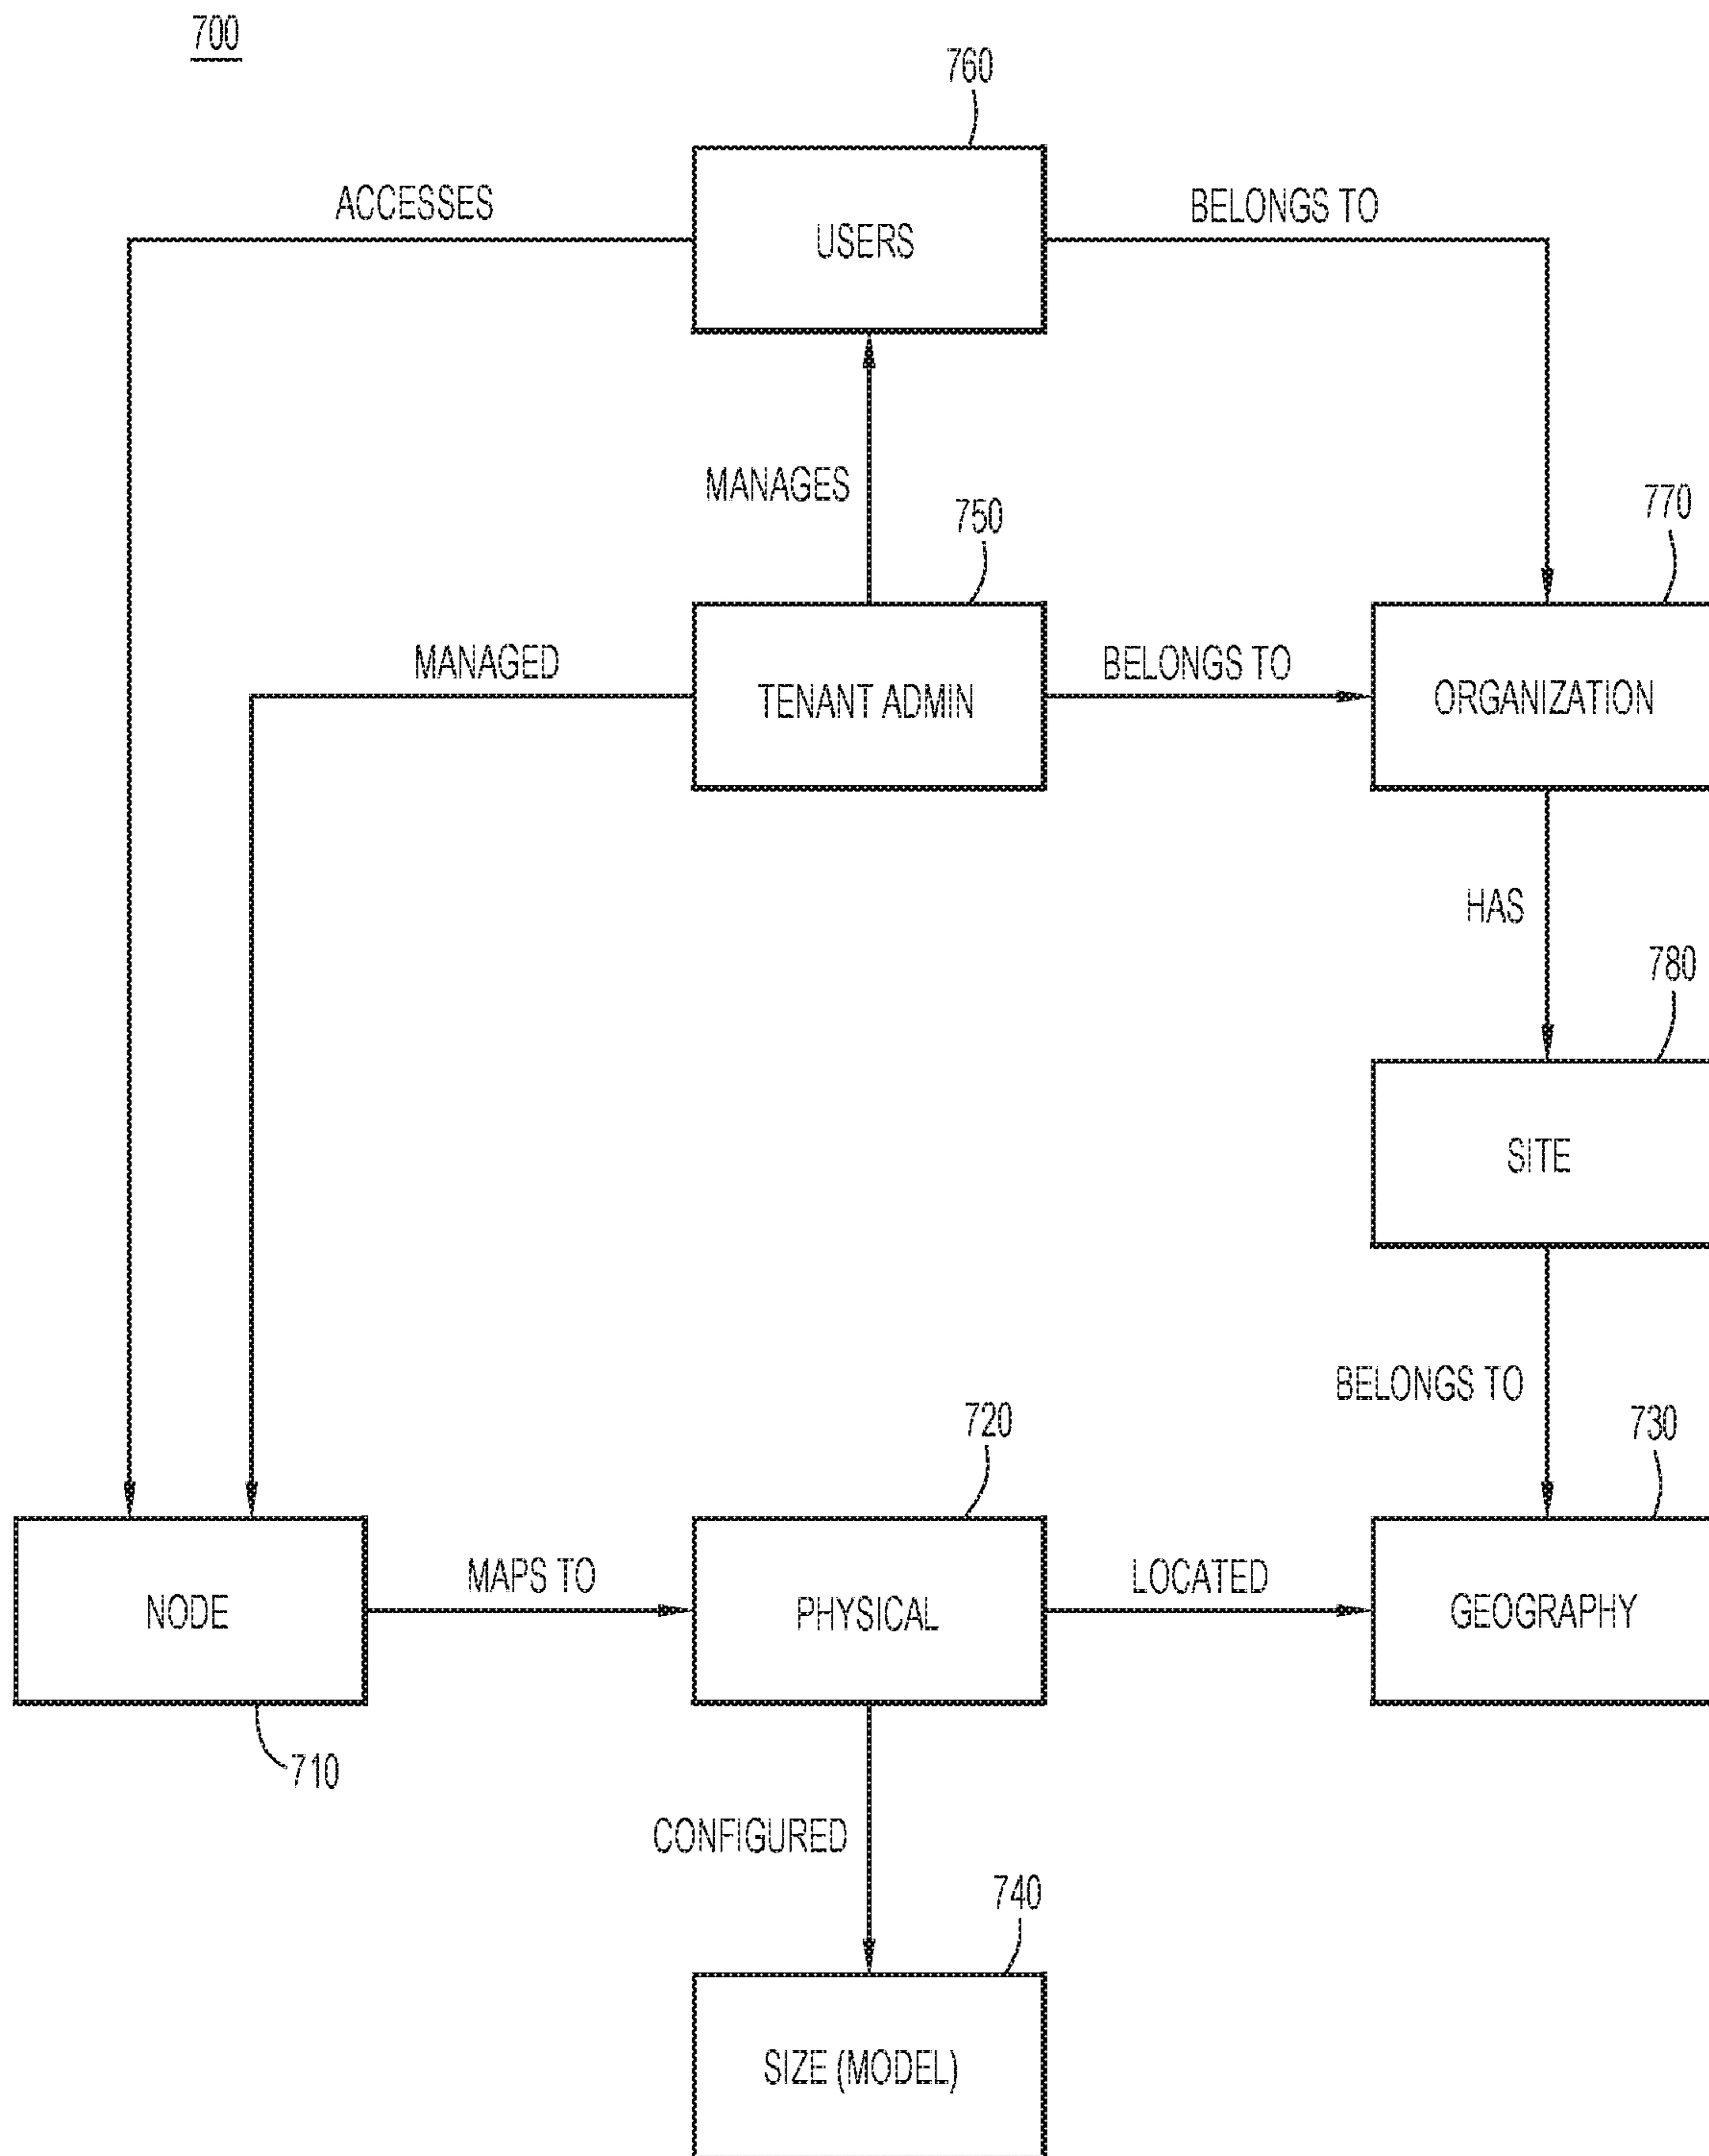 700
760
ACCESSES
BELONGS TO
USERS
MANAGES
750
770
MANAGED
BELONGS TO
TENANT ADMIN
ORGANIZATION
HAS
780
SITE
BELONGS TO
720
730
MAPS TO
LOCATED
NODE
PHYSICAL
GEOGRAPHY
710
CONFIGURED
740
SIZE (MODEL)